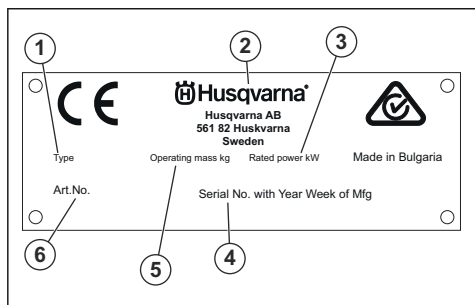 1
2
3
CE
Husqvarna®
Husqvarna AB
561 82 Huskvarna
Sweden
Type
Operating mass kg
Rated power kW
Made in Bulgaria
Art.No.
Serial No. with Year Week of Mfg
6
5
4